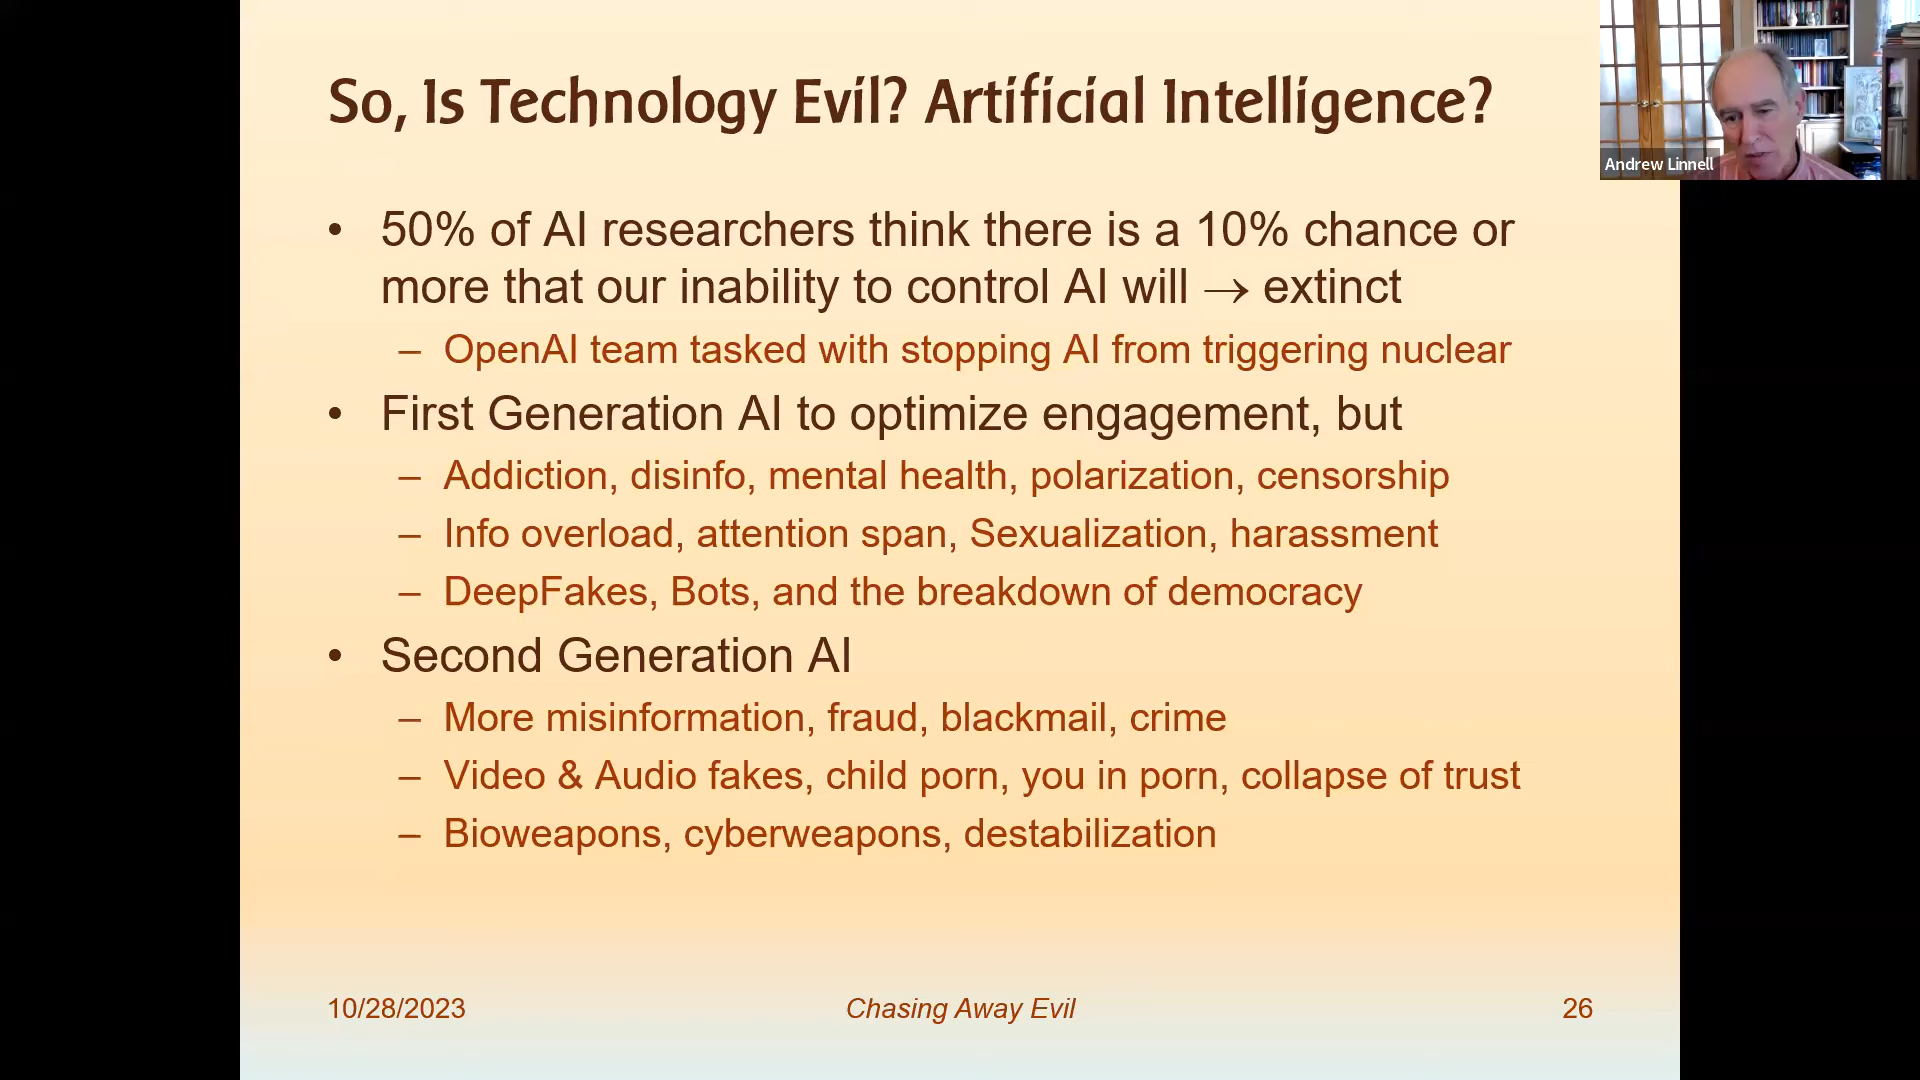 So, Is Technology Evil? Artificial Intelligence?
Andrew Linnell
• 50% of AI researchers think there is a 10% chance or
more that our inability to control AI will → extinct
– OpenAI team tasked with stopping AI from triggering nuclear
• First Generation AI to optimize engagement, but
– Addiction, disinfo, mental health, polarization, censorship
– Info overload, attention span, Sexualization, harassment
– DeepFakes, Bots, and the breakdown of democracy
• Second Generation AI
– More misinformation, fraud, blackmail, crime
– Video & Audio fakes, child porn, you in porn, collapse of trust
– Bioweapons, cyberweapons, destabilization
10/28/2023
Chasing Away Evil
26